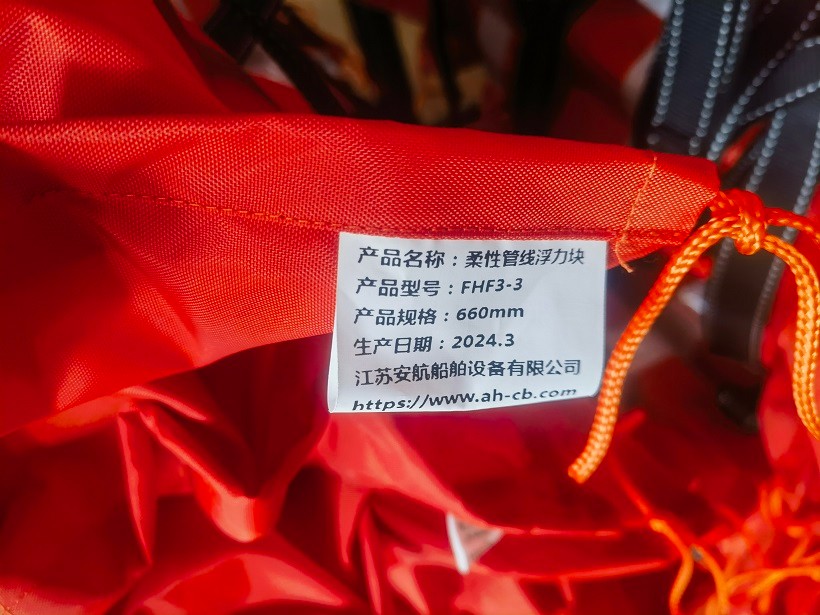 产品名称：柔性管线浮力块
产品型号：FHF3-3
产品规格：660mm
生产日期：2024.3
江苏安航船舶设备有限公司
https://www.ah-cb.com